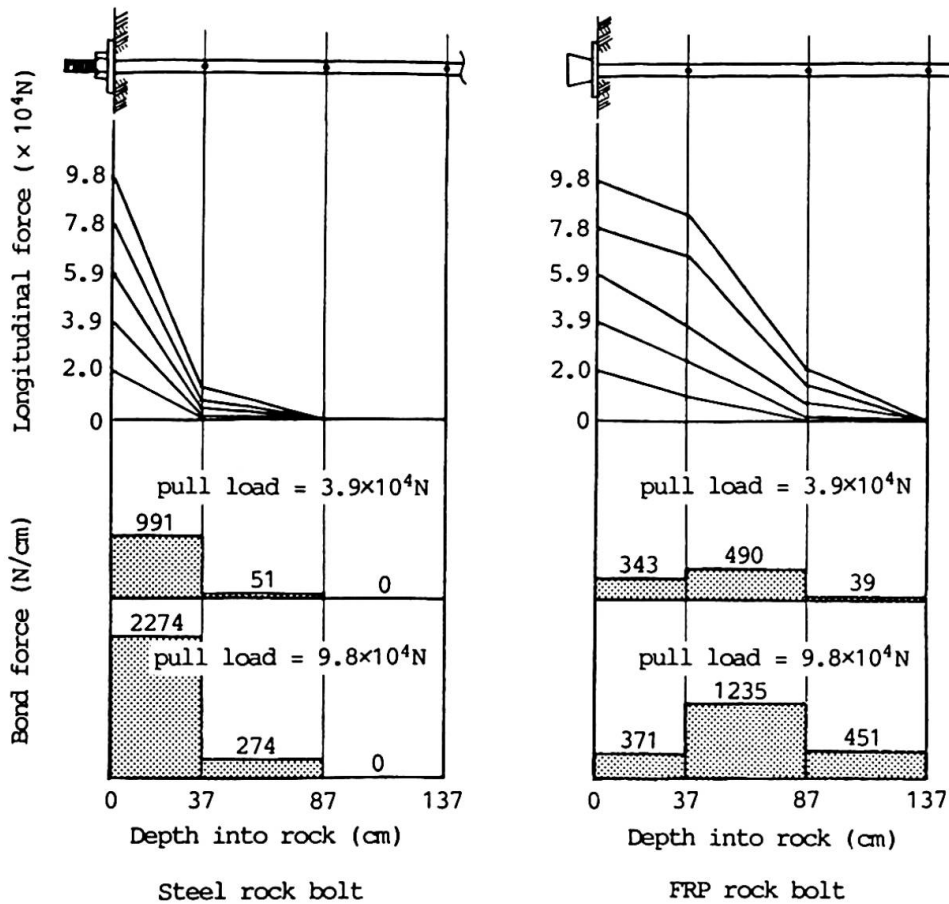 Longitudinal force (×10⁴N)
9.8
7.8
5.9
3.9
2.0
0
9.8
7.8
5.9
3.9
2.0
0
Bond force (N/cm)
pull load = 3.9×10⁴N
991
51
0
pull load = 3.9×10⁴N
343
490
39
2274
pull load = 9.8×10⁴N
274
0
pull load = 9.8×10⁴N
371
1235
451
0 37 87 137
Depth into rock (cm)
Steel rock bolt
0 37 87 137
Depth into rock (cm)
FRP rock bolt